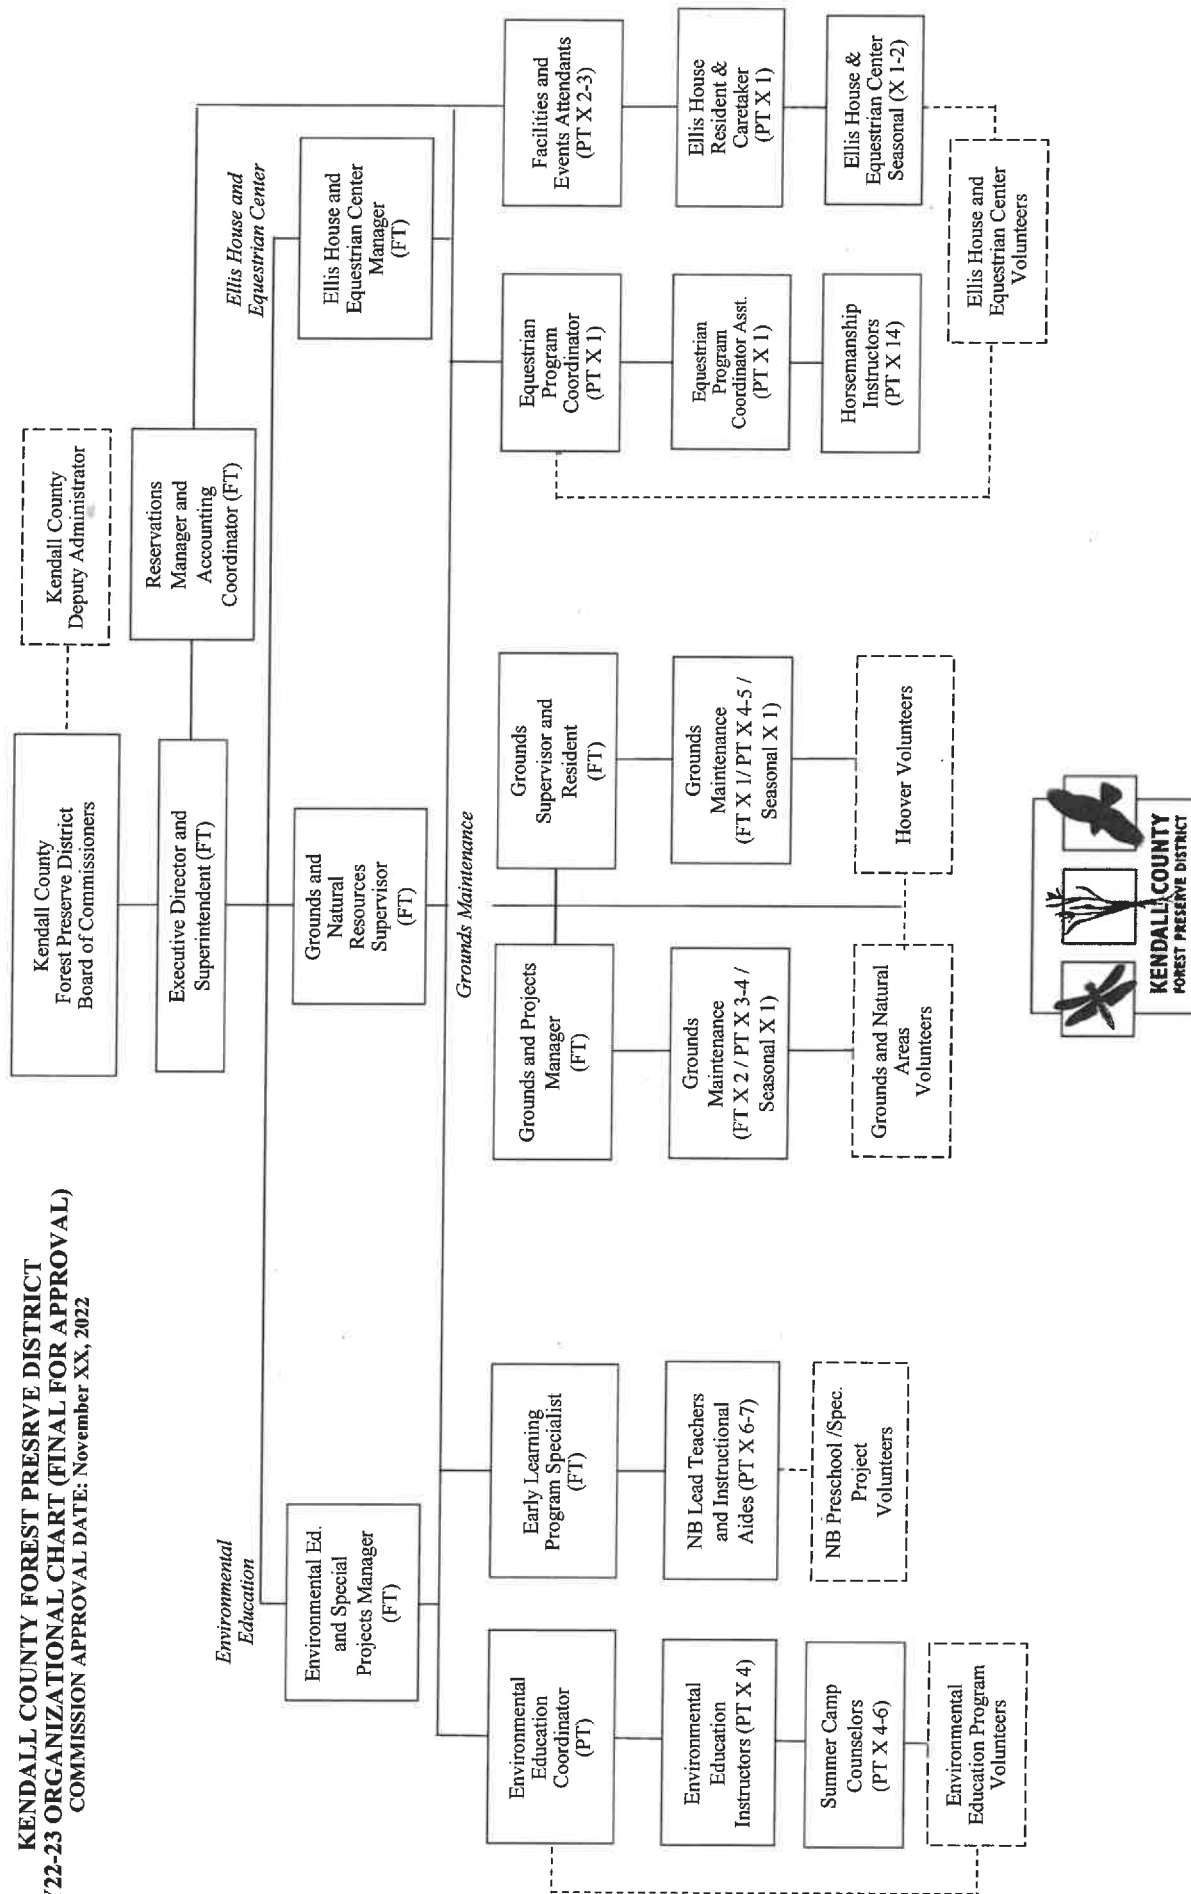 KENDALL COUNTY FOREST PRESRVE DISTRICT
Y22-23 ORGANIZATIONAL CHART (FINAL FOR APPROVAL)
COMMISSION APPROVAL DATE: November XX, 2022
Kendall County
Forest Preserve District
Board of Commissioners
Kendall County
Deputy Administrator
Executive Director and
Superintendent (FT)
Reservations
Manager and
Accounting
Coordinator (FT)
Environmental
Education
Ellis House and
Equestrian Center
Environmental Ed.
and Special
Projects Manager
(FT)
Grounds and
Natural
Resources
Supervisor
(FT)
Ellis House and
Equestrian Center
Manager
(FT)
Grounds Maintenance
Environmental
Education
Coordinator
(PT)
Early Learning
Program Specialist
(FT)
Grounds and Projects
Manager
(FT)
Grounds
Supervisor and
Resident
(FT)
Equestrian
Program
Coordinator
(PT X 1)
Facilities and
Events Attendants
(PT X 2-3)
Environmental
Education
Instructors (PT X 4)
NB Lead Teachers
and Instructional
Aides (PT X 6-7)
Grounds
Maintenance
(FT X 2 / PT X 3-4 /
Seasonal X 1)
Grounds
Maintenance
(FT X 1/ PT X 4-5 /
Seasonal X 1)
Equestrian
Program
Coordinator Asst.
(PT X 1)
Ellis House
Resident &
Caretaker
(PT X 1)
Summer Camp
Counselors
(PT X 4-6)
NB Preschool /Spec.
Project
Volunteers
Grounds and Natural
Areas
Volunteers
Hoover Volunteers
Horsemanship
Instructors
(PT X 14)
Ellis House &
Equestrian Center
Seasonal (X 1-2)
Environmental
Education Program
Volunteers
Ellis House and
Equestrian Center
Volunteers
KENDALL COUNTY
FOREST PRESERVE DISTRICT